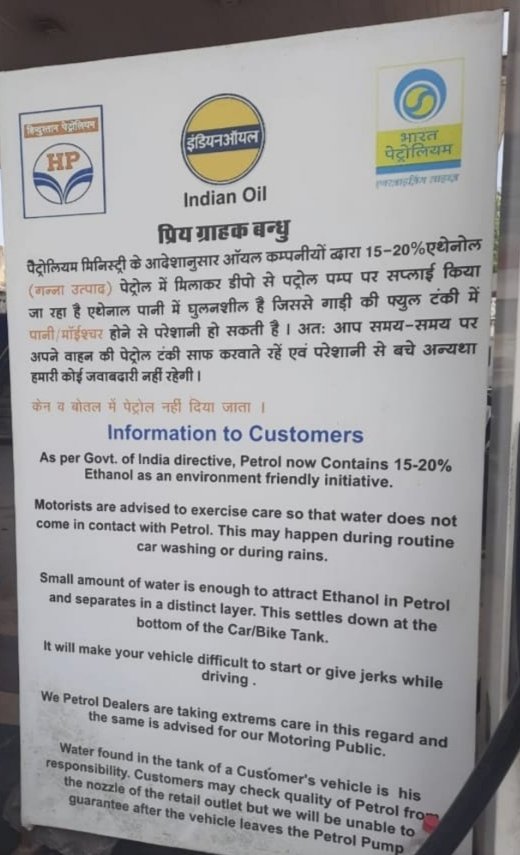 हिन्दुस्तान पेट्रोलियम
HP
इंडियनऑयल
Indian Oil
भारत
पेट्रोलियम
प्रिय ग्राहक बन्धु
पैट्रोलियम मिनिस्ट्री के आदेशानुसार ऑयल कम्पनीयों द्वारा 15-20%एथेनोल
(गन्ना उत्पाद) पेट्रोल में मिलाकर डीपो से पट्रोल पम्प पर सप्लाई किया
जा रहा है एथेनाल पानी में घुलनशील है जिससे गाड़ी की फ्युल टंकी में
पानी/मॉईश्चर होने से परेशानी हो सकती है । अतः आप समय-समय पर
अपने वाहन की पेट्रोल टंकी साफ करवाते रहें एवं परेशानी से बचे अन्यथा
हमारी कोई जवाबदारी नहीं रहेगी ।
केन व बोतल में पेट्रोल नहीं दिया जाता ।
Information to Customers
As per Govt. of India directive, Petrol now Contains 15-20%
Ethanol as an environment friendly initiative.
Motorists are advised to exercise care so that water does not
come in contact with Petrol. This may happen during routine
car washing or during rains.
Small amount of water is enough to attract Ethanol in Petrol
and separates in a distinct layer. This settles down at the
bottom of the Car/Bike Tank.
It will make your vehicle difficult to start or give jerks while
driving .
We Petrol Dealers are taking extrems care in this regard and
the same is advised for our Motoring Public.
Water found in the tank of a Customer's vehicle is his
responsibility. Customers may check quality of Petrol from
the nozzle of the retail outlet but we will be unable to
guarantee after the vehicle leaves the Petrol Pump